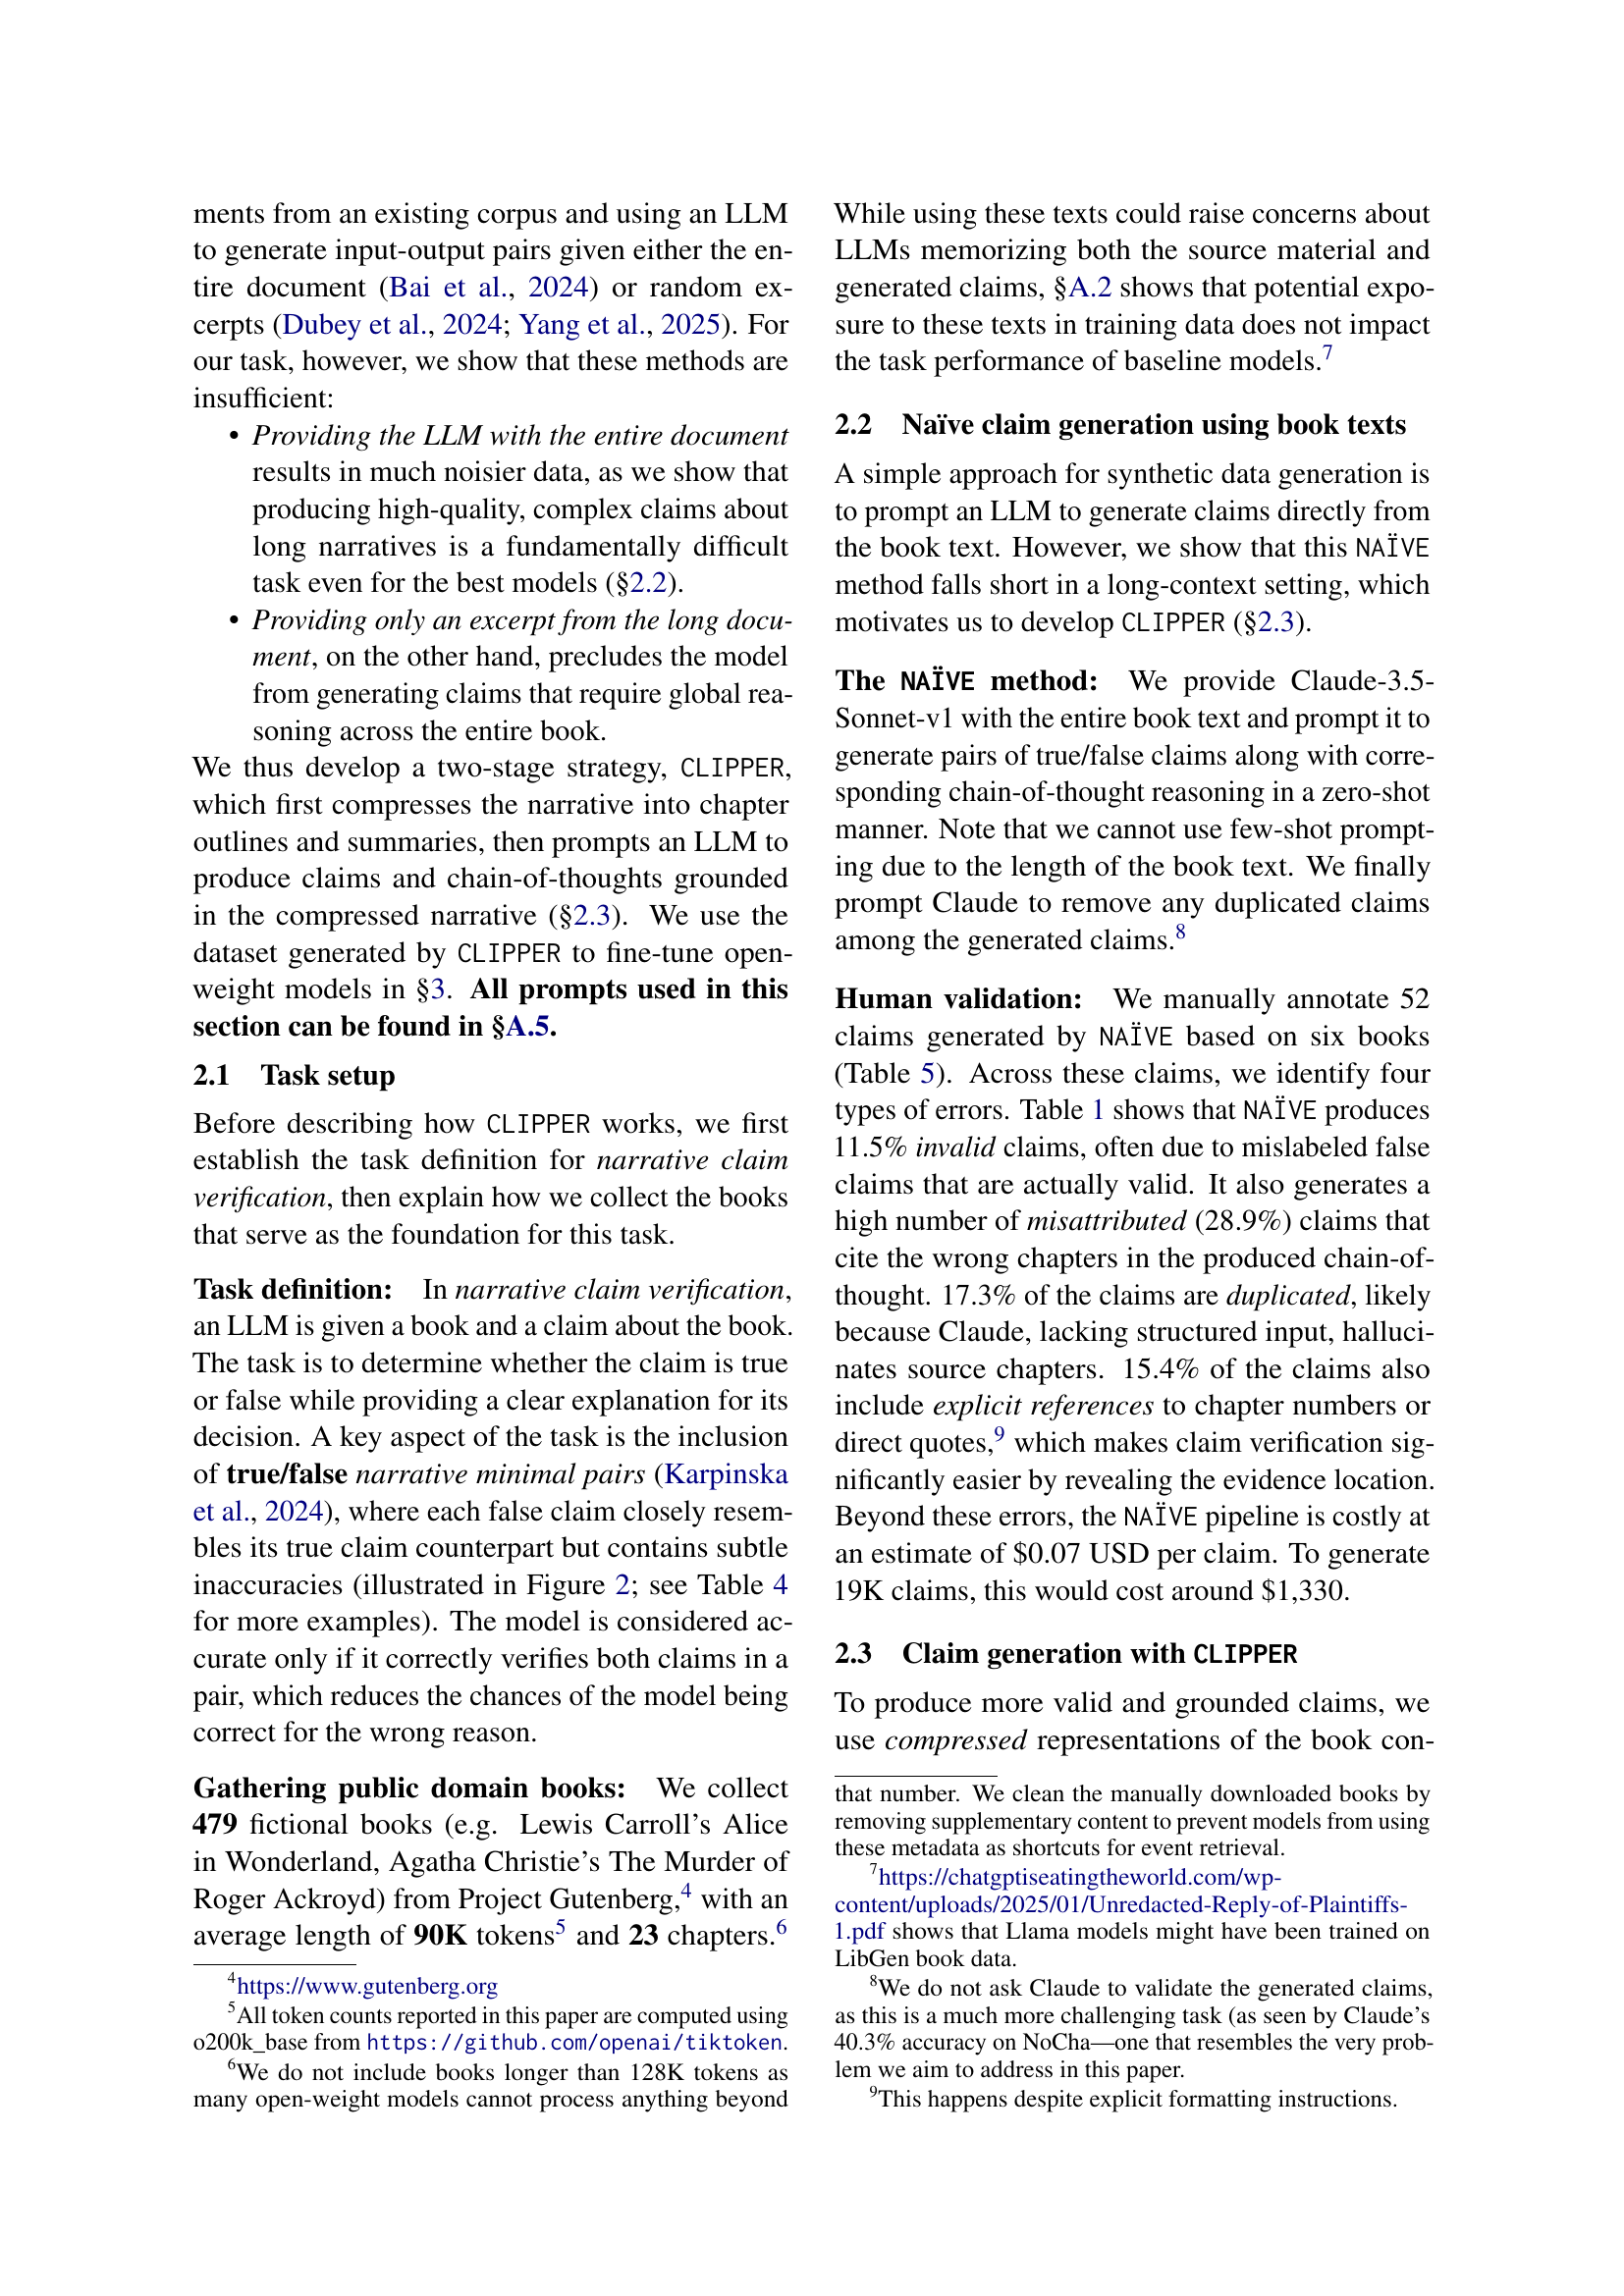 ments from an existing corpus and using an LLM
to generate input-output pairs given either the en-
tire document (Bai et al., 2024) or random ex-
cerpts (Dubey et al., 2024; Yang et al., 2025). For
our task, however, we show that these methods are
insufficient:
• Providing the LLM with the entire document
results in much noisier data, as we show that
producing high-quality, complex claims about
long narratives is a fundamentally difficult
task even for the best models (§2.2).
• Providing only an excerpt from the long docu-
ment, on the other hand, precludes the model
from generating claims that require global rea-
soning across the entire book.
We thus develop a two-stage strategy, CLIPPER,
which first compresses the narrative into chapter
outlines and summaries, then prompts an LLM to
produce claims and chain-of-thoughts grounded
in the compressed narrative (§2.3). We use the
dataset generated by CLIPPER to fine-tune open-
weight models in §3. All prompts used in this
section can be found in §A.5.
2.1 Task setup
Before describing how CLIPPER works, we first
establish the task definition for narrative claim
verification, then explain how we collect the books
that serve as the foundation for this task.
Task definition: In narrative claim verification,
an LLM is given a book and a claim about the book.
The task is to determine whether the claim is true
or false while providing a clear explanation for its
decision. A key aspect of the task is the inclusion
of true/false narrative minimal pairs (Karpinska
et al., 2024), where each false claim closely resem-
bles its true claim counterpart but contains subtle
inaccuracies (illustrated in Figure 2; see Table 4
for more examples). The model is considered ac-
curate only if it correctly verifies both claims in a
pair, which reduces the chances of the model being
correct for the wrong reason.
Gathering public domain books: We collect
479 fictional books (e.g. Lewis Carroll's Alice
in Wonderland, Agatha Christie's The Murder of
Roger Ackroyd) from Project Gutenberg,4 with an
average length of 90K tokens5 and 23 chapters.6
4https://www.gutenberg.org
5All token counts reported in this paper are computed using
o200k_base from https://github.com/openai/tiktoken.
6We do not include books longer than 128K tokens as
many open-weight models cannot process anything beyond
While using these texts could raise concerns about
LLMs memorizing both the source material and
generated claims, §A.2 shows that potential expo-
sure to these texts in training data does not impact
the task performance of baseline models.7
2.2 Naïve claim generation using book texts
A simple approach for synthetic data generation is
to prompt an LLM to generate claims directly from
the book text. However, we show that this NAÏVE
method falls short in a long-context setting, which
motivates us to develop CLIPPER (§2.3).
The NAÏVE method: We provide Claude-3.5-
Sonnet-v1 with the entire book text and prompt it to
generate pairs of true/false claims along with corre-
sponding chain-of-thought reasoning in a zero-shot
manner. Note that we cannot use few-shot prompt-
ing due to the length of the book text. We finally
prompt Claude to remove any duplicated claims
among the generated claims.8
Human validation: We manually annotate 52
claims generated by NAÏVE based on six books
(Table 5). Across these claims, we identify four
types of errors. Table 1 shows that NAÏVE produces
11.5% invalid claims, often due to mislabeled false
claims that are actually valid. It also generates a
high number of misattributed (28.9%) claims that
cite the wrong chapters in the produced chain-of-
thought. 17.3% of the claims are duplicated, likely
because Claude, lacking structured input, halluci-
nates source chapters. 15.4% of the claims also
include explicit references to chapter numbers or
direct quotes,9 which makes claim verification sig-
nificantly easier by revealing the evidence location.
Beyond these errors, the NAÏVE pipeline is costly at
an estimate of $0.07 USD per claim. To generate
19K claims, this would cost around $1,330.
2.3 Claim generation with CLIPPER
To produce more valid and grounded claims, we
use compressed representations of the book con-
that number. We clean the manually downloaded books by
removing supplementary content to prevent models from using
these metadata as shortcuts for event retrieval.
7https://chatgptiseatingtheworld.com/wp-
content/uploads/2025/01/Unredacted-Reply-of-Plaintiffs-
1.pdf shows that Llama models might have been trained on
LibGen book data.
8We do not ask Claude to validate the generated claims,
as this is a much more challenging task (as seen by Claude's
40.3% accuracy on NoCha—one that resembles the very prob-
lem we aim to address in this paper.
9This happens despite explicit formatting instructions.